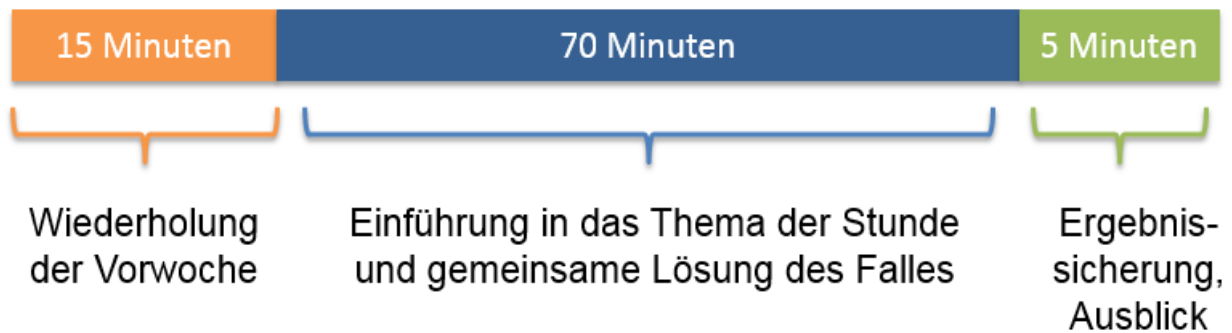 15 Minuten
70 Minuten
5 Minuten
Wiederholung
der Vorwoche
Einführung in das Thema der Stunde
und gemeinsame Lösung des Falles
Ergebnis-
sicherung,
Ausblick